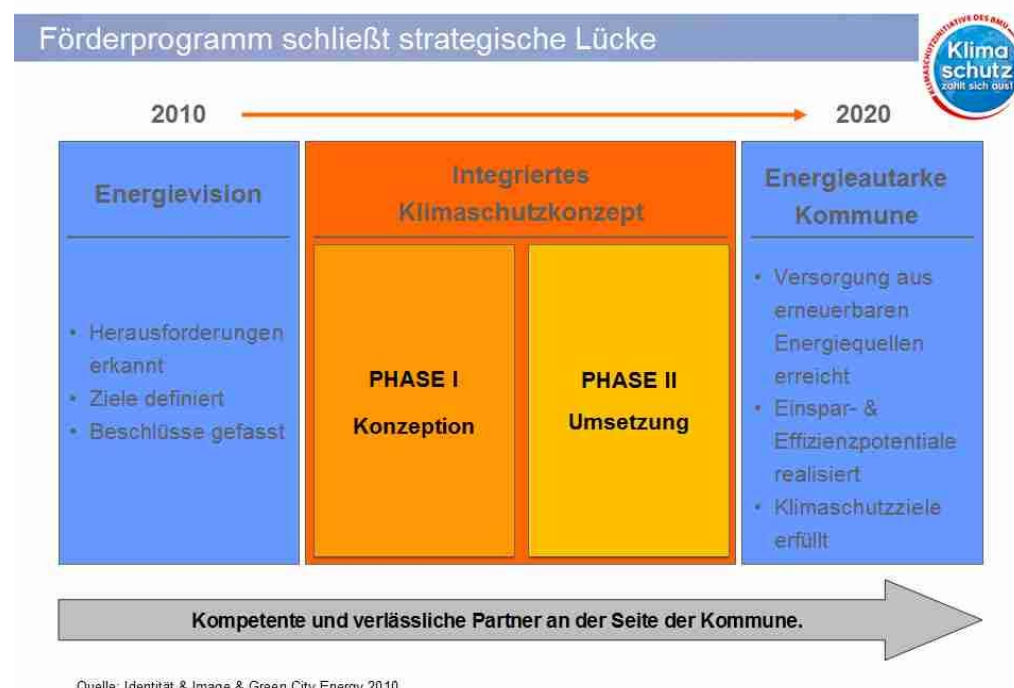 Förderprogramm schließt strategische Lücke
KLIMASCHUTZINITIATIVE DES BMU
Klima
schutz
zahlt sich aus!
2010
2020
Energievision
• Herausforderungen
erkannt
• Ziele definiert
• Beschlüsse gefasst
Integriertes
Klimaschutzkonzept
PHASE I
Konzeption
PHASE II
Umsetzung
Energieautarke
Kommune
• Versorgung aus
erneuerbaren
Energiequellen
erreicht
• Einspar- &
Effizienzpotentiale
realisiert
• Klimaschutzziele
erfüllt
Kompetente und verlässliche Partner an der Seite der Kommune.
Quelle: Identität & Image & Green City Energy 2010